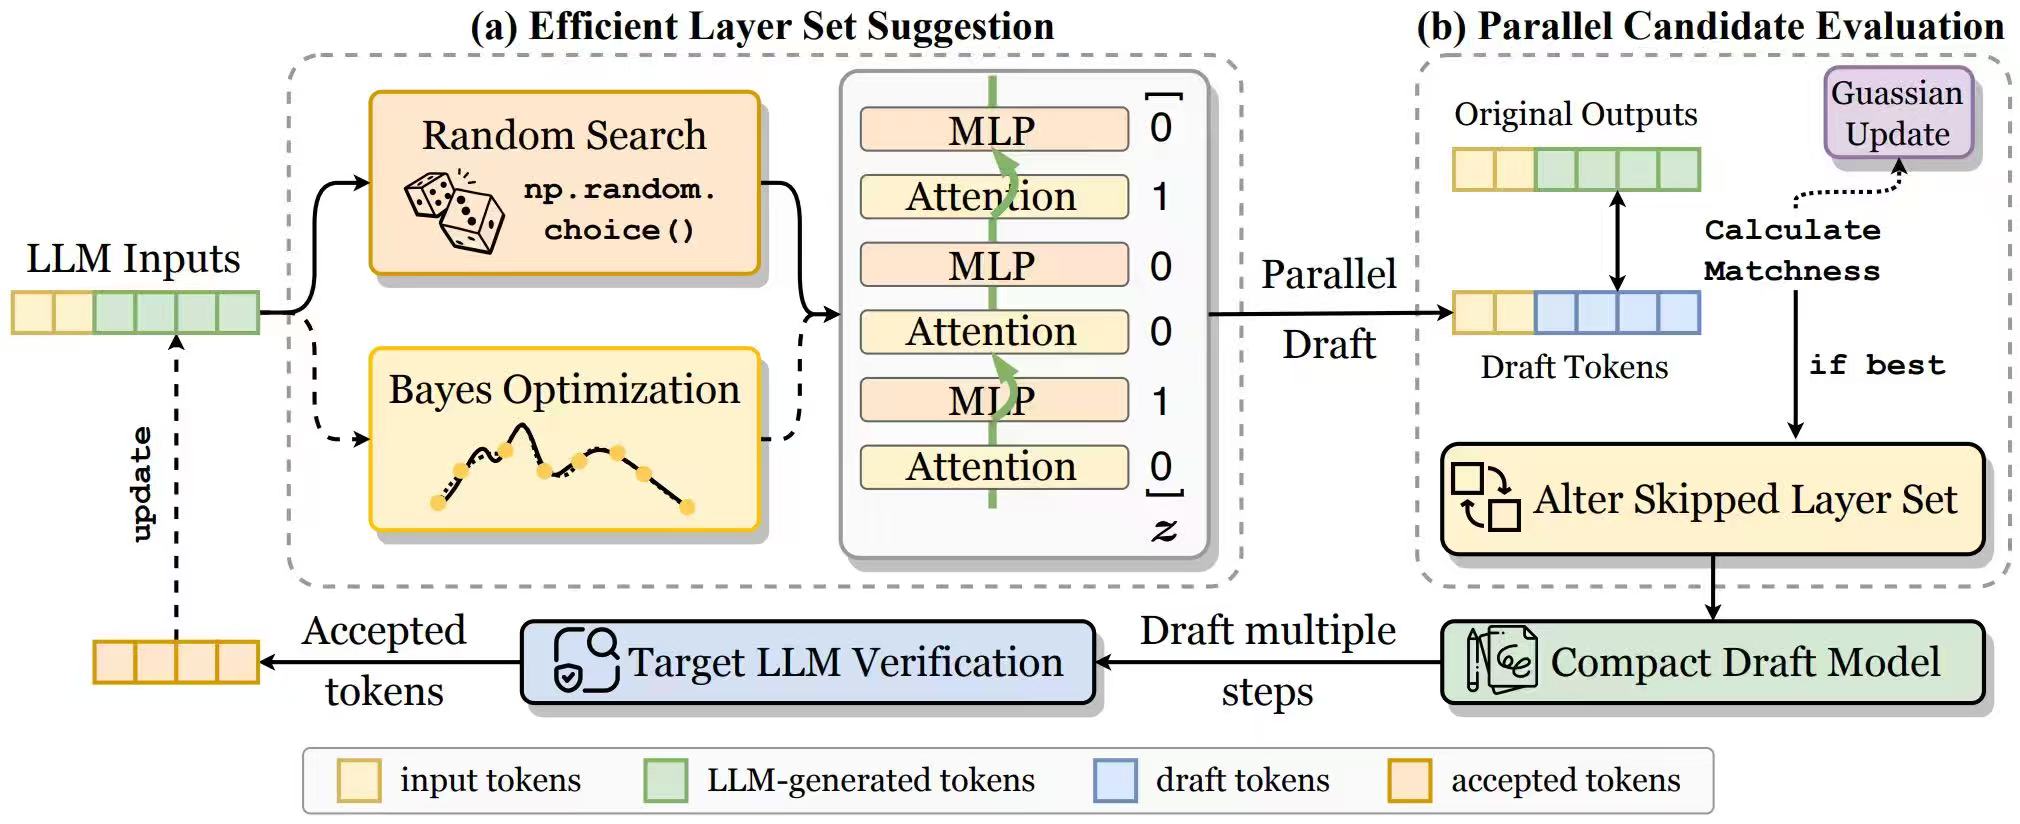 (a) Efficient Layer Set Suggestion
(b) Parallel Candidate Evaluation
LLM Inputs
update
Random Search
np.random.
choice()
Bayes Optimization
MLP
0
Attention
1
MLP
0
Attention
0
MLP
1
Attention
0
z
Parallel
Draft
Original Outputs
Guassian
Update
Calculate
Matchness
Draft Tokens
if best
Alter Skipped Layer Set
Compact Draft Model
Draft multiple
steps
Target LLM Verification
Accepted
tokens
input tokens
LLM-generated tokens
draft tokens
accepted tokens